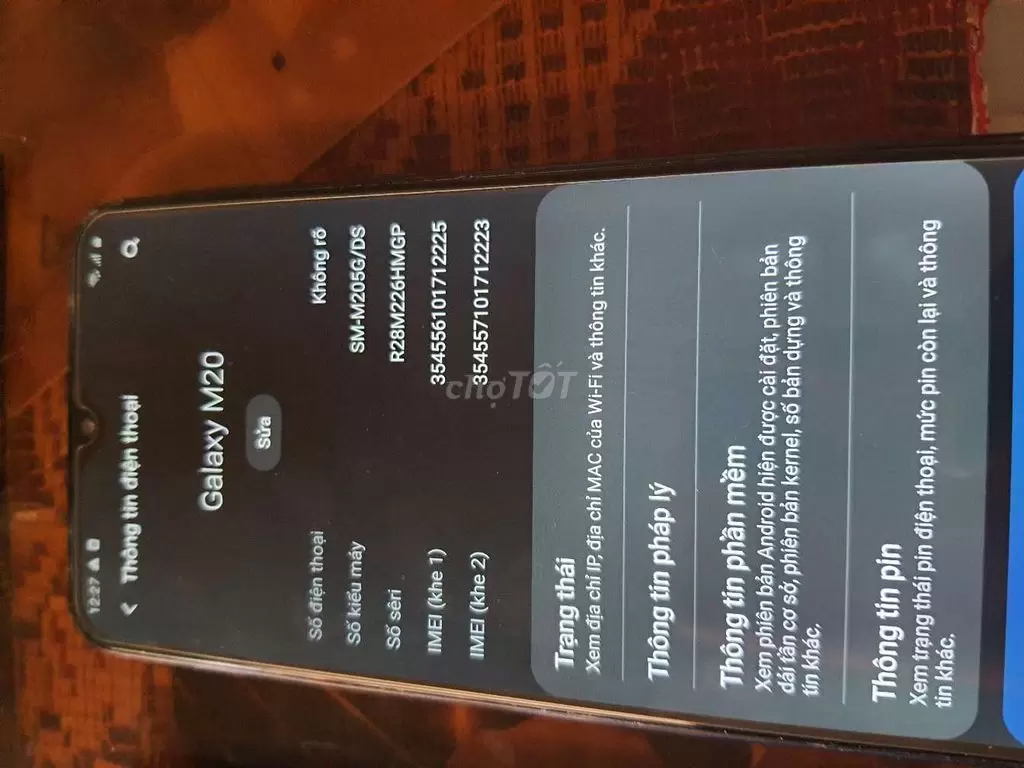 12:27
Thông tin điện thoại
Galaxy M20
Sửa
Số điện thoại Không rõ
Số kiểu máy SM-M205G/DS
Số sêri R28M226HMGP
IMEI (khe 1) 354556101712225
IMEI (khe 2) 354557101712223
chợTỐT
Trạng thái
Xem địa chỉ IP, địa chỉ MAC của Wi-Fi và thông tin khác.
Thông tin pháp lý
Thông tin phần mềm
Xem phiên bản Android hiện được cài đặt, phiên bản
dải tần cơ sở, phiên bản kernel, số bản dựng và thông
tin khác.
Thông tin pin
Xem trạng thái pin điện thoại, mức pin còn lại và thông
tin khác.